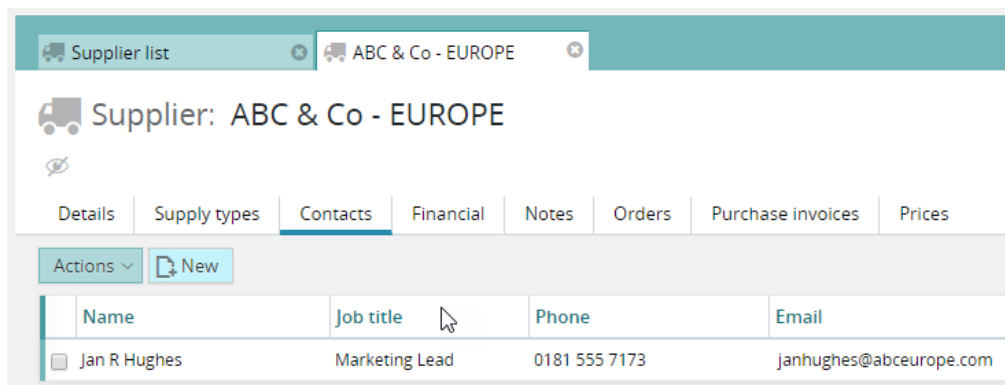 Supplier list ABC & Co - EUROPE
Supplier: ABC & Co - EUROPE
Details Supply types Contacts Financial Notes Orders Purchase invoices Prices
Actions New
Name Job title Phone Email
Jan R Hughes Marketing Lead 0181 555 7173 janhughes@abceurope.com